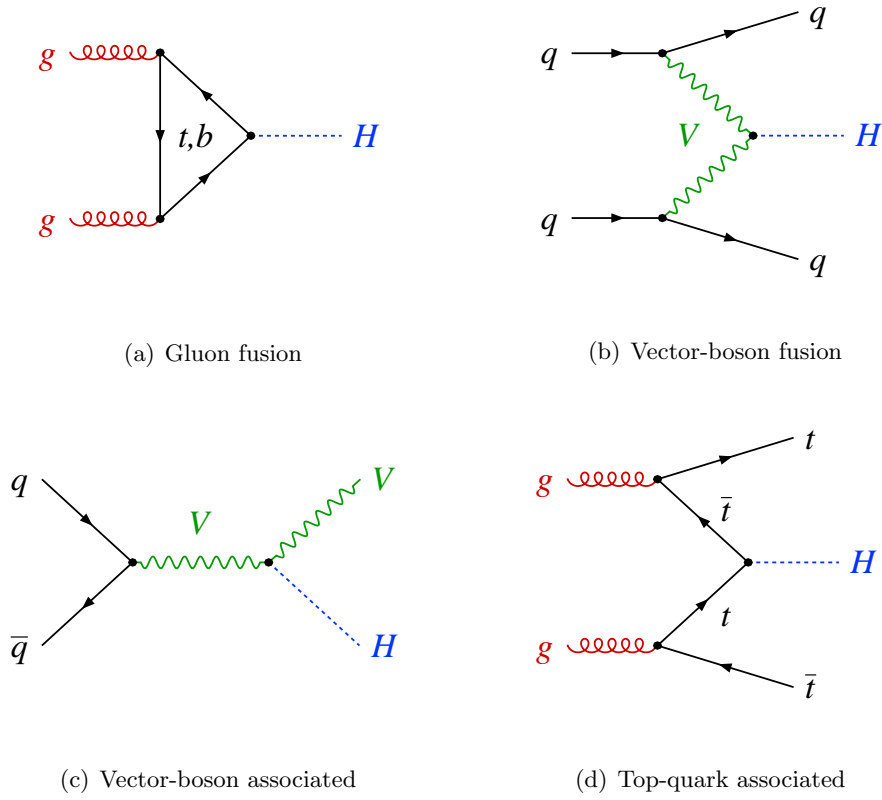 g
t,b
H
g
(a) Gluon fusion
q
q
V
H
q
q
(b) Vector-boson fusion
q
V
V
q̅
H
(c) Vector-boson associated
t
g
t̅
H
t
g
t̅
(d) Top-quark associated